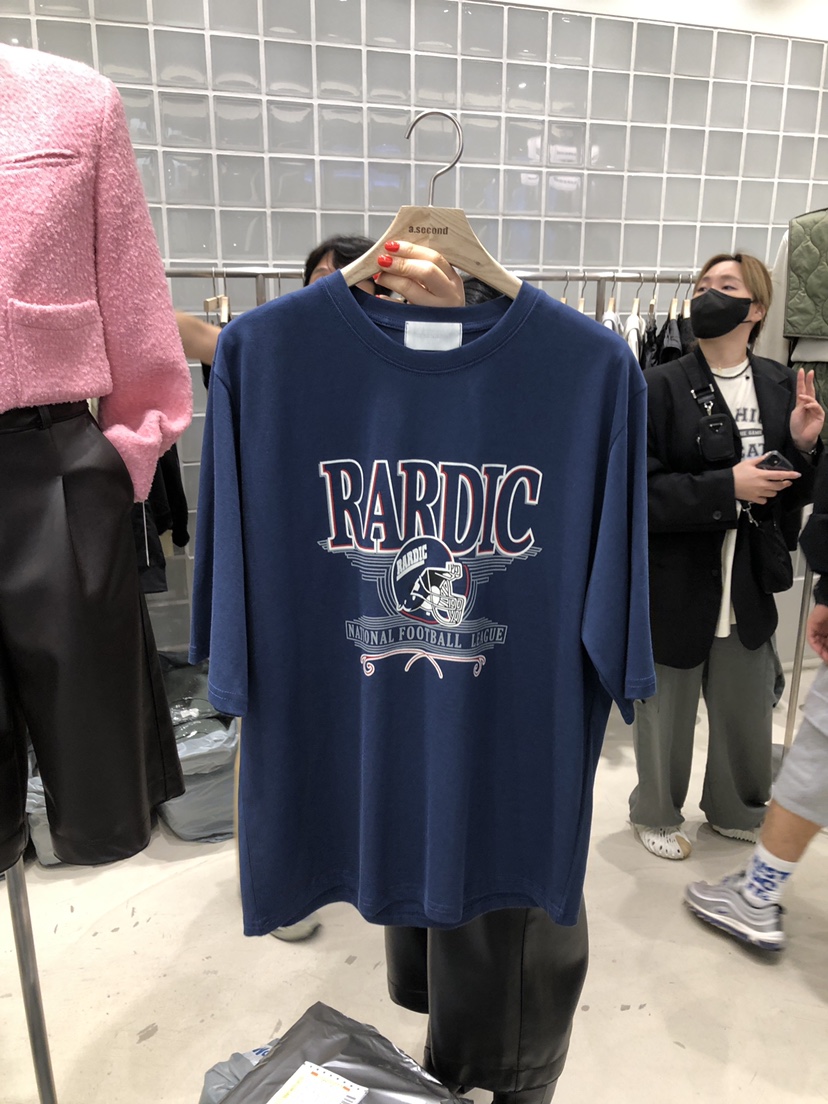 a.second
RARDIC
RARDIC
NATIONAL FOOTBALL LEAGUE